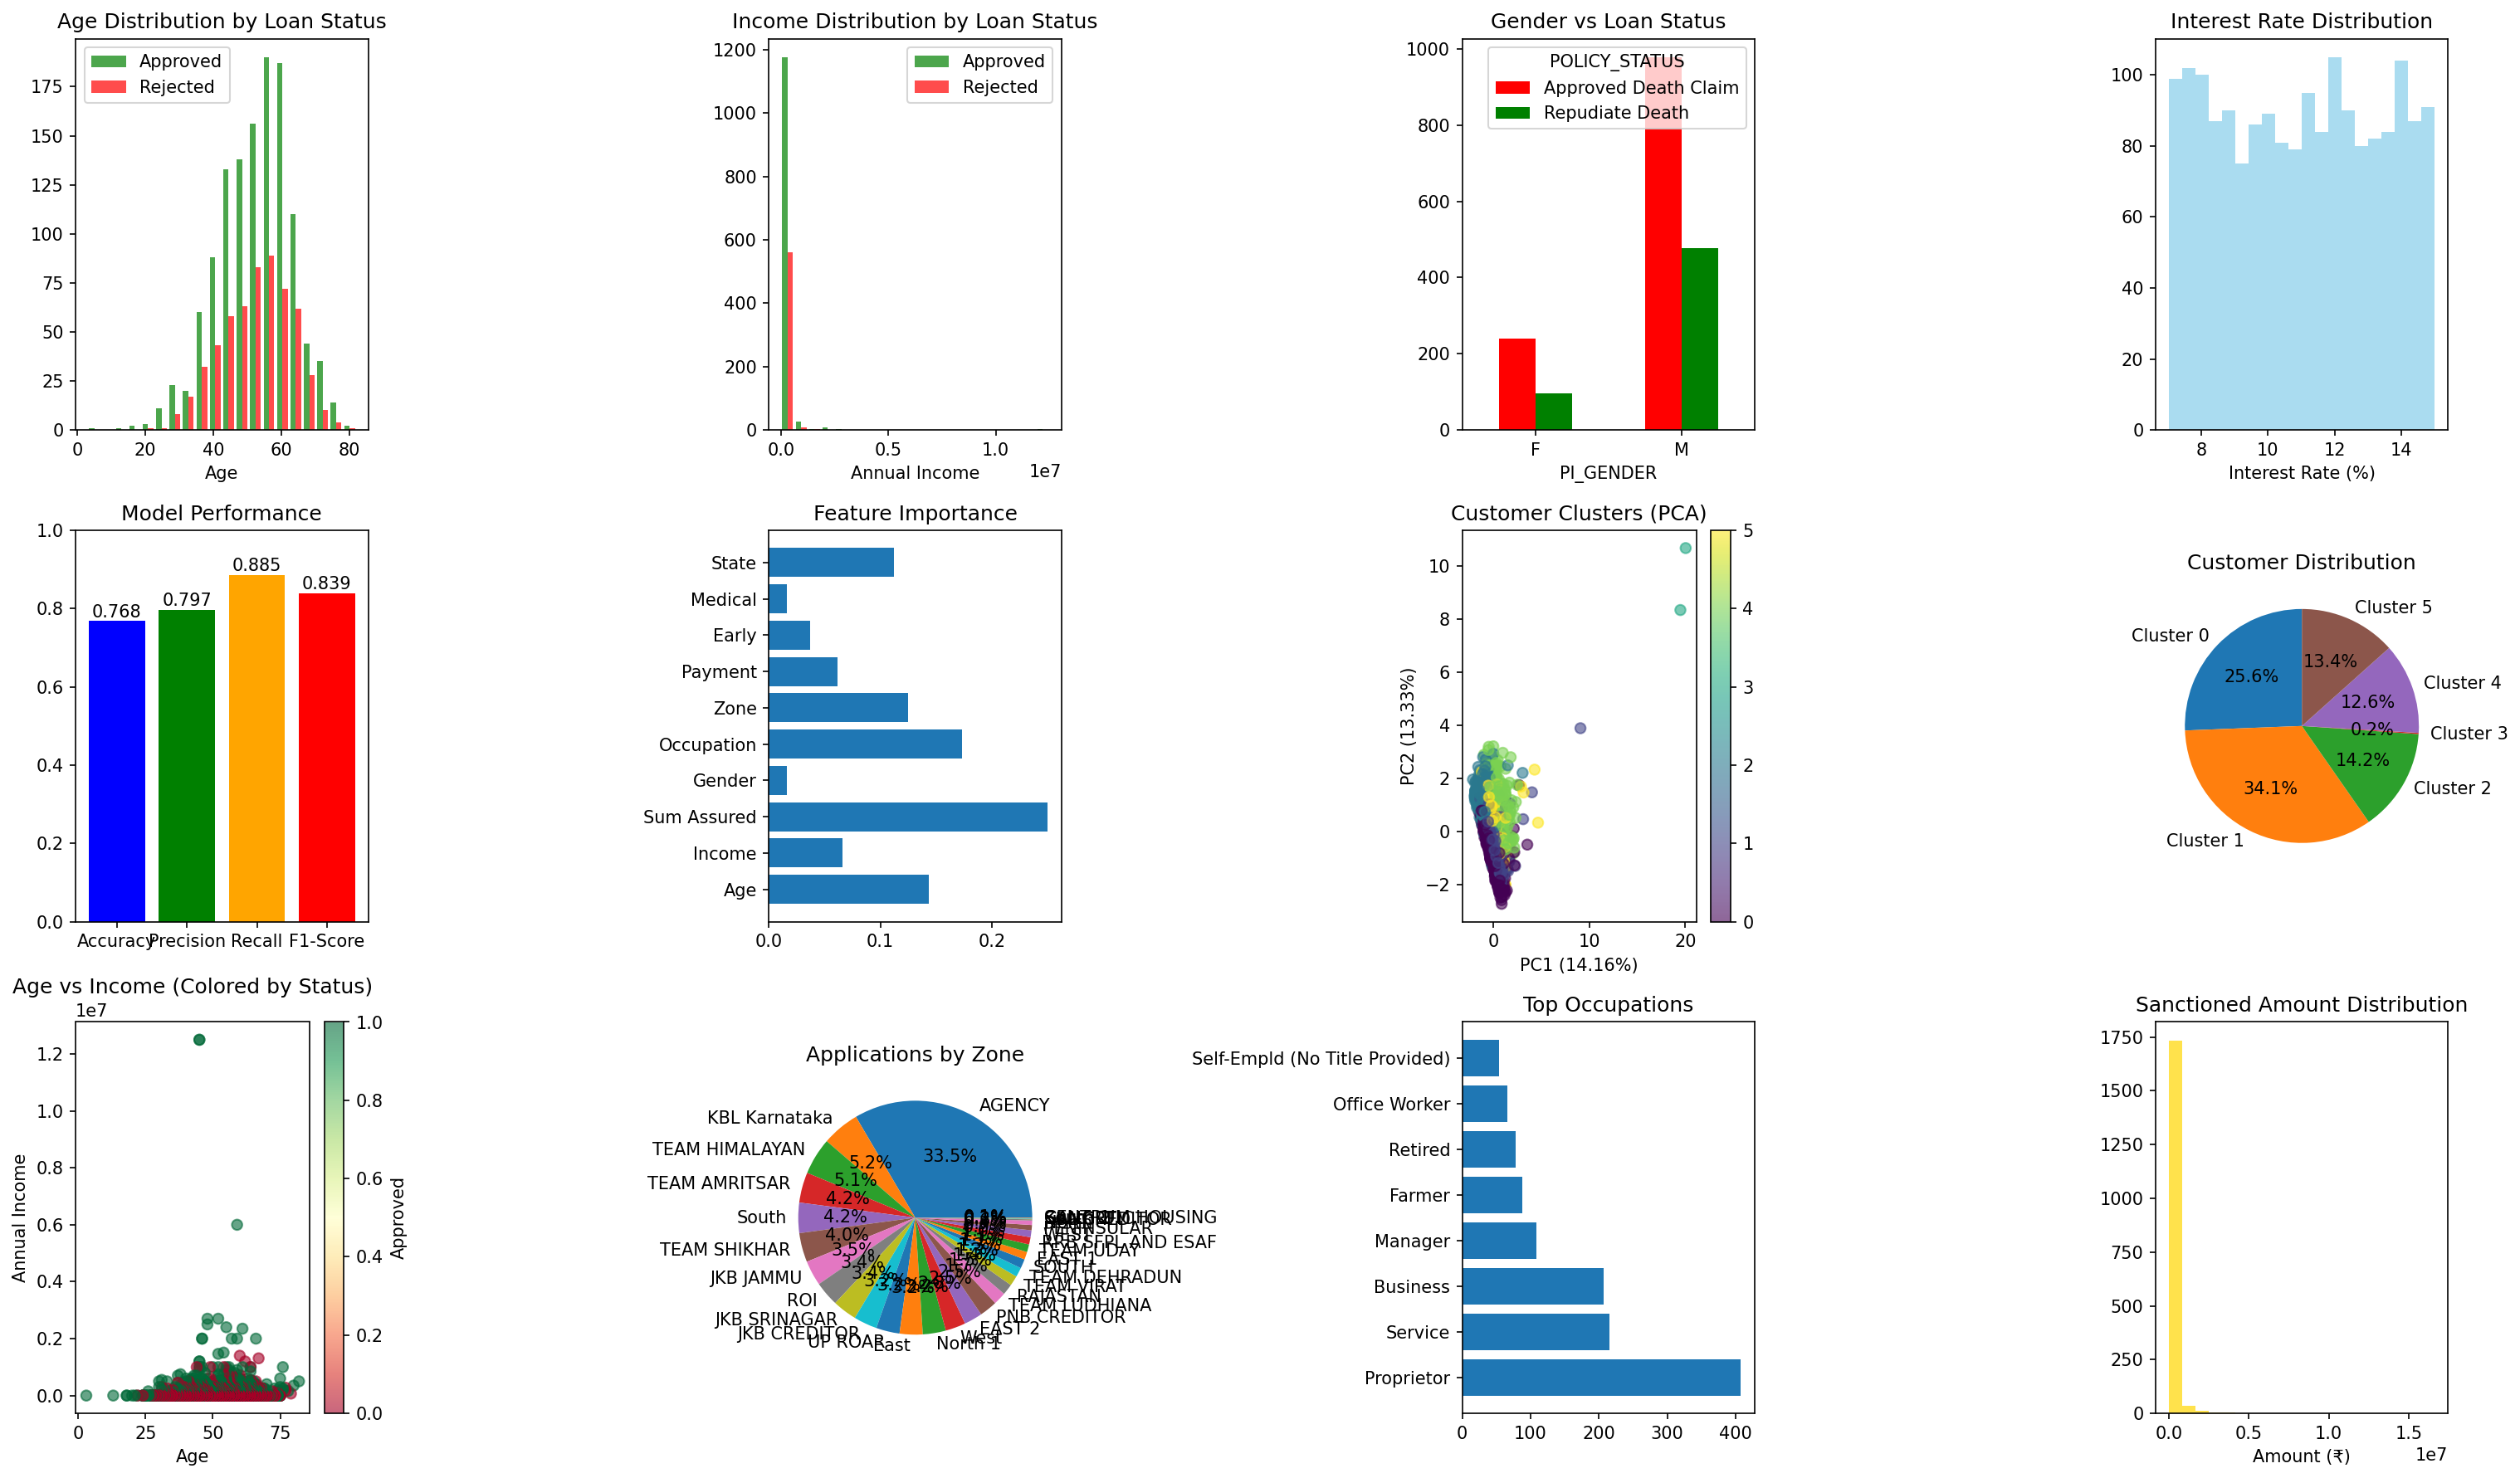 Age Distribution by Loan Status
Approved
Rejected
175
150
125
100
75
50
25
0
0 20 40 60 80
Age
Income Distribution by Loan Status
Approved
Rejected
1200
1000
800
600
400
200
0
0.0 0.5 1.0
1e7
Annual Income
Gender vs Loan Status
POLICY_STATUS
Approved Death Claim
Repudiate Death
1000
800
600
400
200
0
F M
PI_GENDER
Interest Rate Distribution
100
80
60
40
20
0
8 10 12 14
Interest Rate (%)
Model Performance
1.0
0.8
0.6
0.4
0.2
0.0
0.768
0.797
0.885
0.839
Accuracy Precision Recall F1-Score
Feature Importance
State
Medical
Early
Payment
Zone
Occupation
Gender
Sum Assured
Income
Age
0.0 0.1 0.2
Customer Clusters (PCA)
PC2 (13.33%)
10
8
6
4
2
0
−2
0 10 20
PC1 (14.16%)
5
4
3
2
1
0
Customer Distribution
Cluster 0
Cluster 1
Cluster 2
Cluster 3
Cluster 4
Cluster 5
25.6%
34.1%
14.2%
0.2%
12.6%
13.4%
Age vs Income (Colored by Status)
1e7
Annual Income
1.2
1.0
0.8
0.6
0.4
0.2
0.0
0 25 50 75
Age
1.0
0.8
0.6
0.4
0.2
0.0
Approved
Applications by Zone
AGENCY
KBL Karnataka
TEAM HIMALAYAN
TEAM AMRITSAR
South
TEAM SHIKHAR
JKB JAMMU
ROI
JKB SRINAGAR
JKB CREDITOR
UP ROAR
East
North 1
West
EAST 2
PNB CREDITOR
TEAM LUDHIANA
RAJASTAN
TEAM VIRAT
TEAM DEHRADUN
SOUTH
EAST 1
TEAM UDAY
33.5%
5.2%
5.1%
4.2%
4.2%
4.0%
3.5%
3.4%
Top Occupations
Self-Empld (No Title Provided)
Office Worker
Retired
Farmer
Manager
Business
Service
Proprietor
0 100 200 300 400
Sanctioned Amount Distribution
1750
1500
1250
1000
750
500
250
0
0.0 0.5 1.0 1.5
1e7
Amount (₹)